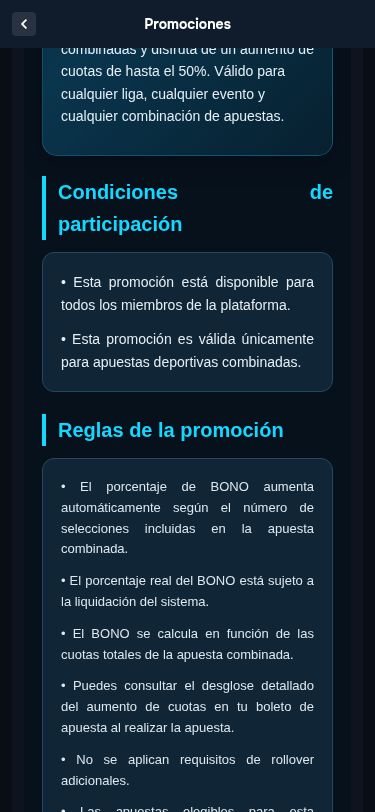 Promociones
combinadas y disfruta de un aumento de
cuotas de hasta el 50%. Válido para
cualquier liga, cualquier evento y
cualquier combinación de apuestas.
Condiciones de
participación
• Esta promoción está disponible para
todos los miembros de la plataforma.
• Esta promoción es válida únicamente
para apuestas deportivas combinadas.
Reglas de la promoción
• El porcentaje de BONO aumenta
automáticamente según el número de
selecciones incluidas en la apuesta
combinada.
• El porcentaje real del BONO está sujeto a
la liquidación del sistema.
• El BONO se calcula en función de las
cuotas totales de la apuesta combinada.
• Puedes consultar el desglose detallado
del aumento de cuotas en tu boleto de
apuesta al realizar la apuesta.
• No se aplican requisitos de rollover
adicionales.
• Las apuestas elegibles para esta